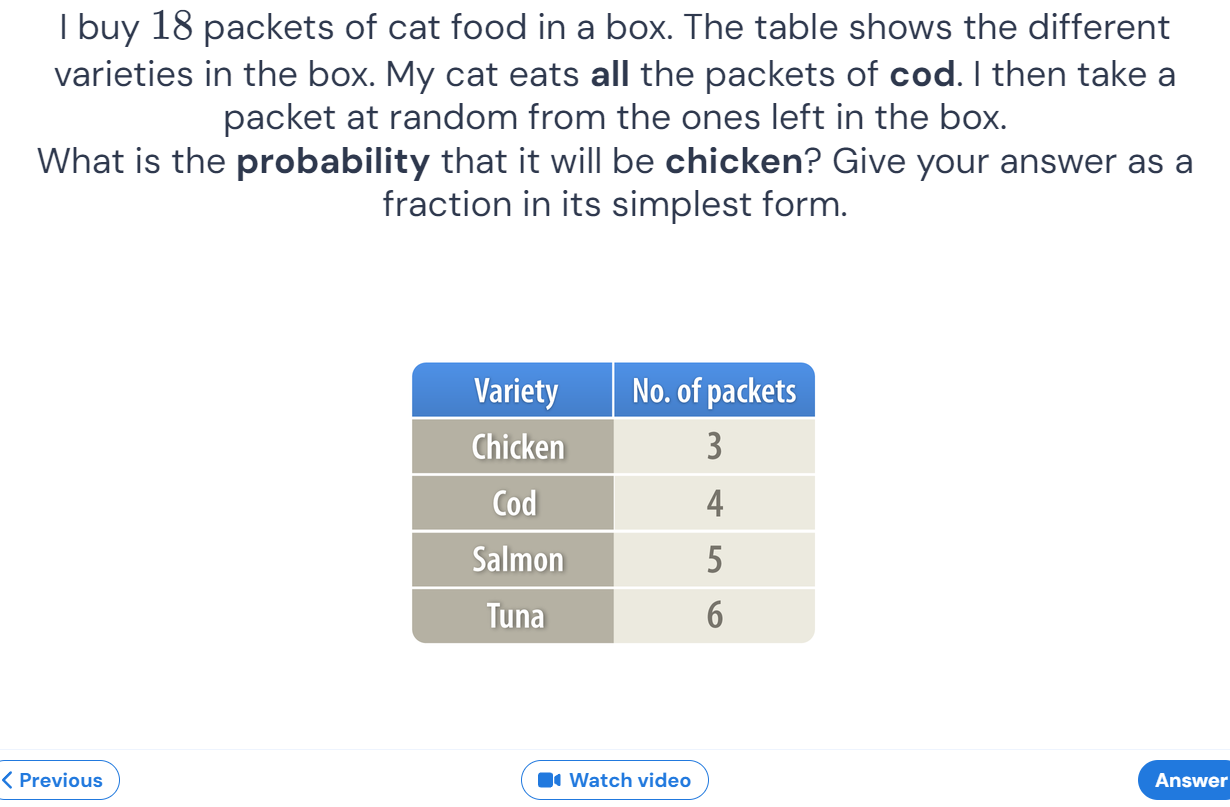 I buy 18 packets of cat food in a box. The table shows the different
varieties in the box. My cat eats all the packets of cod. I then take a
packet at random from the ones left in the box.
What is the probability that it will be chicken? Give your answer as a
fraction in its simplest form.
Variety No. of packets
Chicken 3
Cod 4
Salmon 5
Tuna 6
Previous Watch video Answer